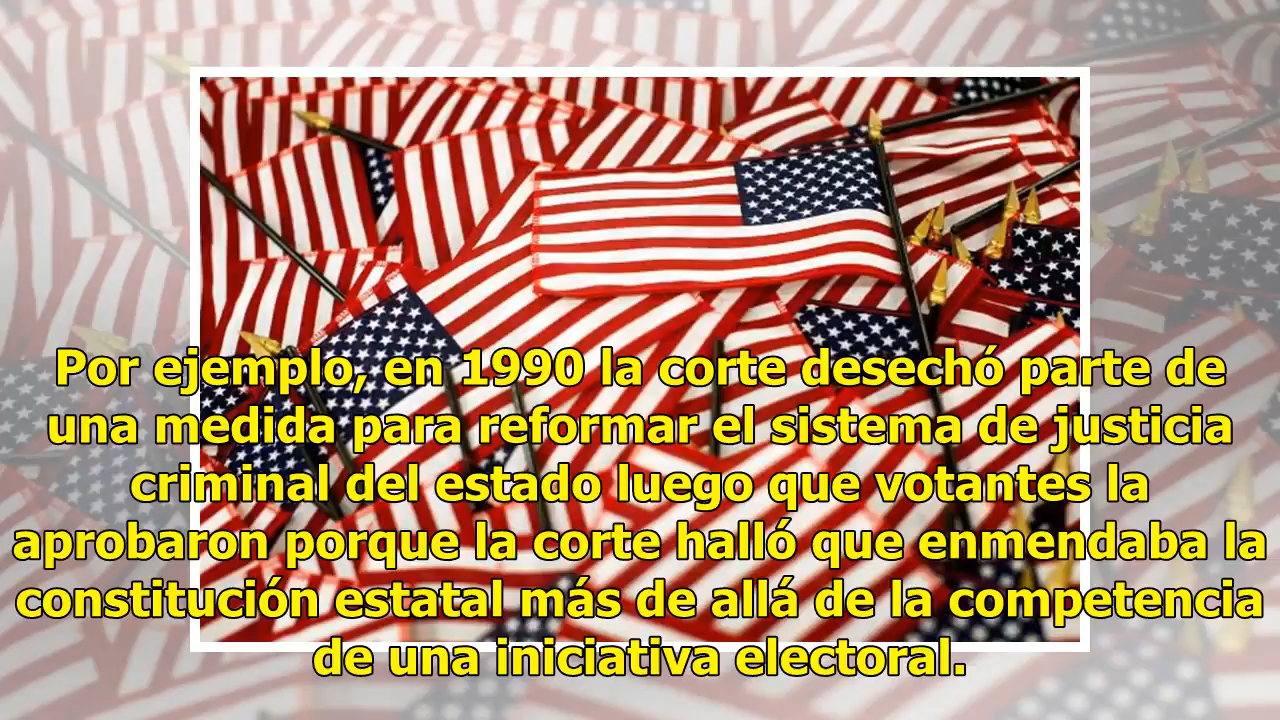 Por ejemplo, en 1990 la corte desechó parte de
una medida para reformar el sistema de justicia
criminal del estado luego que votantes la
aprobaron porque la corte halló que enmendaba la
constitución estatal más de allá de la competencia
de una iniciativa electoral.